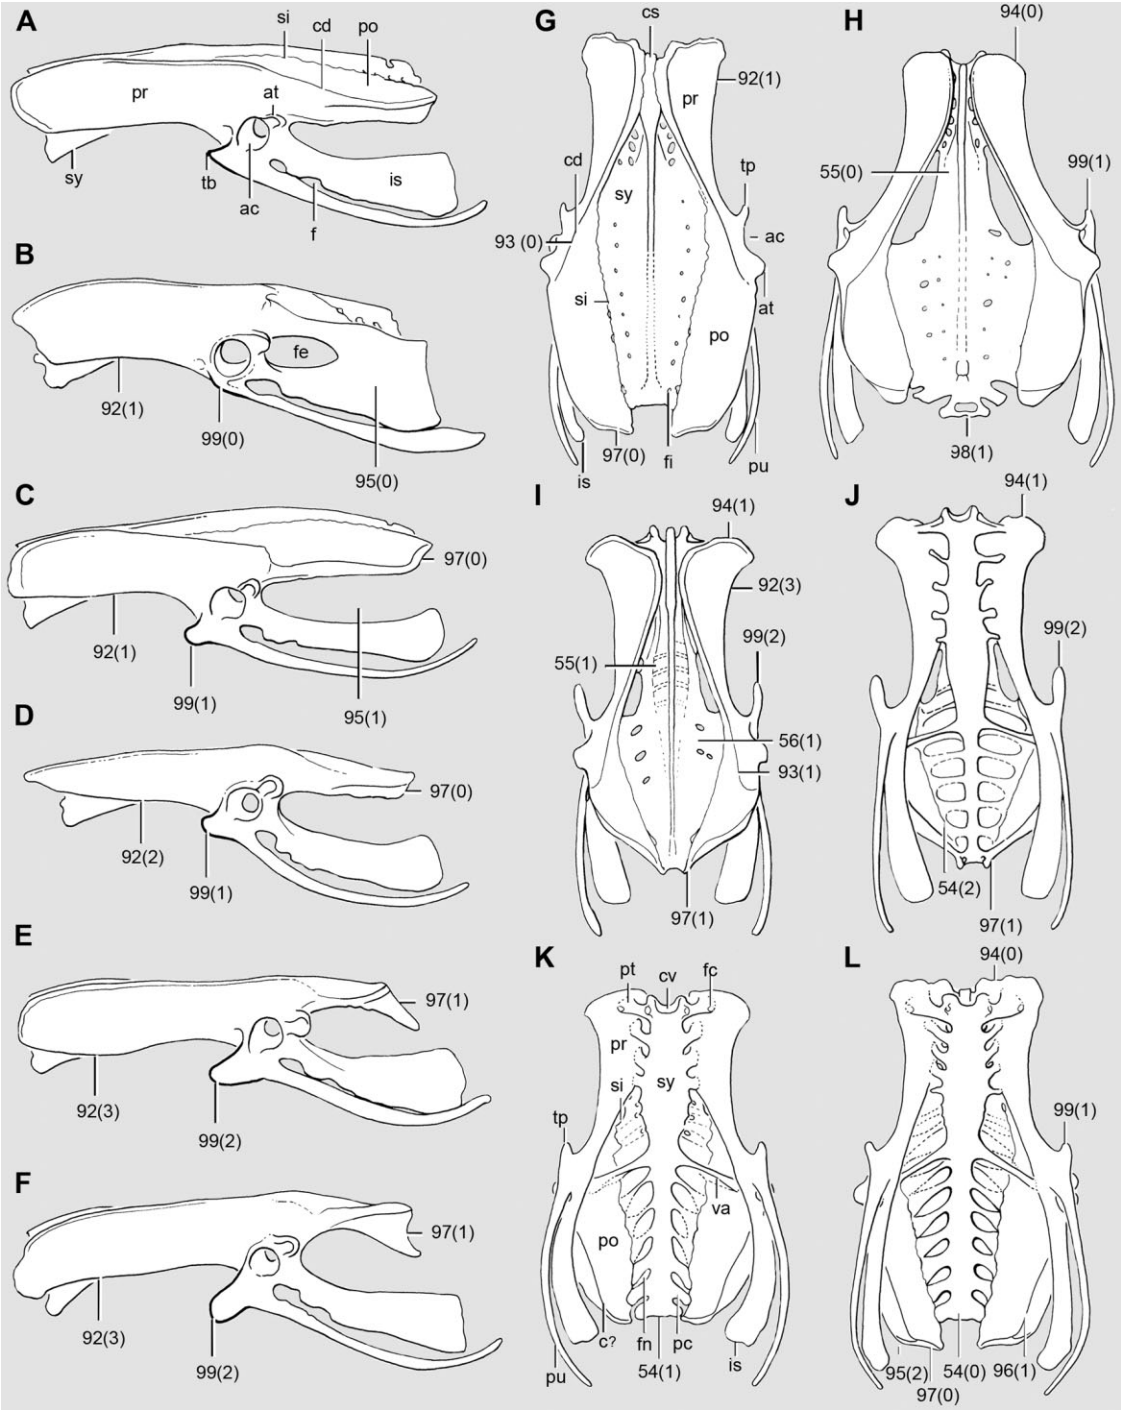 A
si
cd
po
pr
at
sy
tb
ac
f
is
B
fe
92(1)
99(0)
95(0)
C
97(0)
92(1)
99(1)
95(1)
D
97(0)
92(2)
99(1)
E
97(1)
92(3)
99(2)
F
97(1)
92(3)
99(2)
G
cs
92(1)
pr
cd
tp
sy
93 (0)
ac
si
at
po
97(0)
fi
is
pu
H
94(0)
55(0)
99(1)
98(1)
I
94(1)
92(3)
99(2)
55(1)
56(1)
93(1)
97(1)
J
94(1)
99(2)
54(2)
97(1)
K
pt
cv
fc
pr
sy
si
tp
va
po
c?
fn
pc
is
pu
54(1)
L
94(0)
99(1)
95(2)
54(0)
96(1)
97(0)